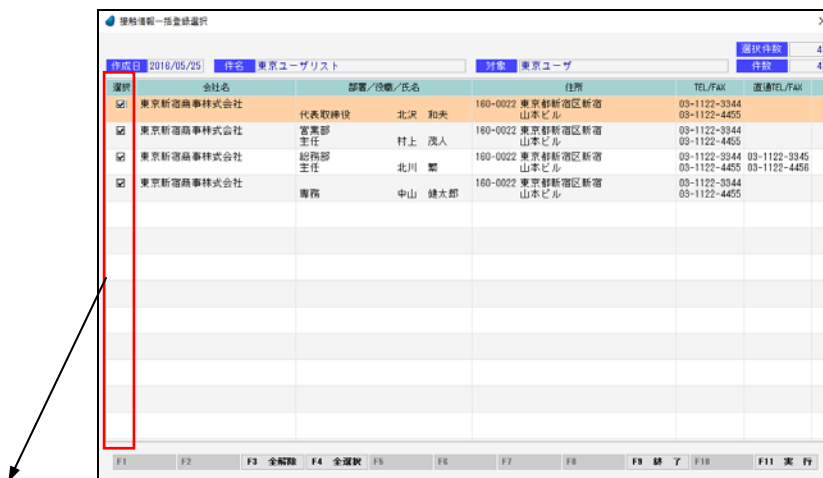 接触情報一括登録選択
選択件数 4
作成日 2016/05/25 件名 東京ユーザリスト 対象 東京ユーザ 件数 4
選択 会社名 部署/役職/氏名 住所 TEL/FAX 直通TEL/FAX
東京新宿商事株式会社 160-0022 東京都新宿区新宿 03-1122-3344
代表取締役 北沢 和夫 山本ビル 03-1122-4455
東京新宿商事株式会社 営業部 160-0022 東京都新宿区新宿 03-1122-3344
主任 村上 茂人 山本ビル 03-1122-4455
東京新宿商事株式会社 総務部 160-0022 東京都新宿区新宿 03-1122-3344 03-1122-3345
主任 北川 繁 山本ビル 03-1122-4455 03-1122-4456
東京新宿商事株式会社 160-0022 東京都新宿区新宿 03-1122-3344
専務 中山 健太郎 山本ビル 03-1122-4455
F1 F2 F3 全解除 F4 全選択 F5 F6 F7 F8 F9 終 了 F10 F11 実 行